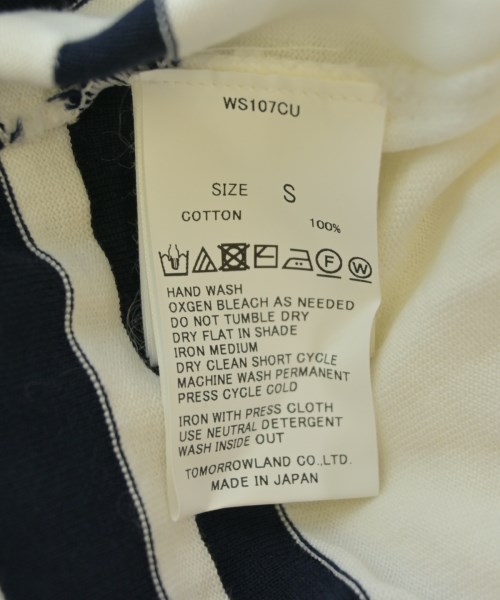 WS107CU
SIZE S
COTTON 100%
F W
HAND WASH
OXGEN BLEACH AS NEEDED
DO NOT TUMBLE DRY
DRY FLAT IN SHADE
IRON MEDIUM
DRY CLEAN SHORT CYCLE
MACHINE WASH PERMANENT
PRESS CYCLE COLD
IRON WITH PRESS CLOTH
USE NEUTRAL DETERGENT
WASH INSIDE OUT
TOMORROWLAND CO.,LTD.
MADE IN JAPAN